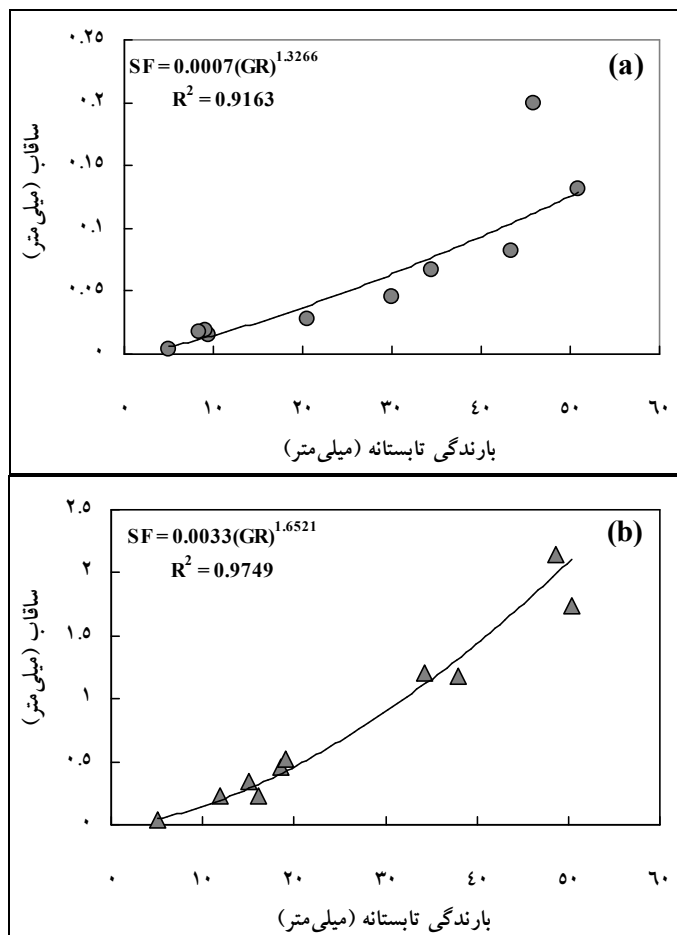 (a)
SF = 0.0007(GR)^1.3266
R² = 0.9163
ساقاب (میلی‌متر)
۰.۲۵
۰.۲
۰.۱۵
۰.۱
۰.۰۵
۰
۰ ۱۰ ۲۰ ۳۰ ۴۰ ۵۰ ۶۰
بارندگی تابستانه (میلی‌متر)
(b)
SF = 0.0033(GR)^1.6521
R² = 0.9749
ساقاب (میلی‌متر)
۲.۵
۲
۱.۵
۱
۰.۵
۰
۰ ۱۰ ۲۰ ۳۰ ۴۰ ۵۰ ۶۰
بارندگی تابستانه (میلی‌متر)